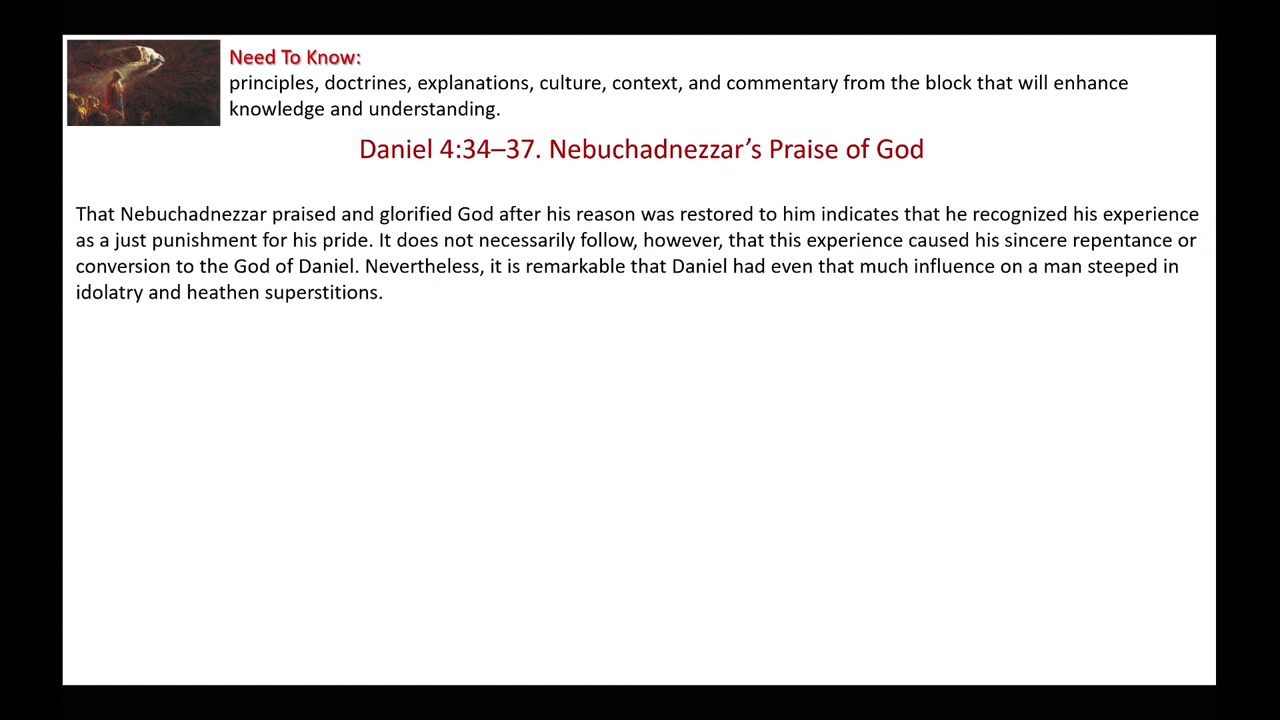 Need To Know:
principles, doctrines, explanations, culture, context, and commentary from the block that will enhance
knowledge and understanding.
Daniel 4:34–37. Nebuchadnezzar’s Praise of God
That Nebuchadnezzar praised and glorified God after his reason was restored to him indicates that he recognized his experience
as a just punishment for his pride. It does not necessarily follow, however, that this experience caused his sincere repentance or
conversion to the God of Daniel. Nevertheless, it is remarkable that Daniel had even that much influence on a man steeped in
idolatry and heathen superstitions.